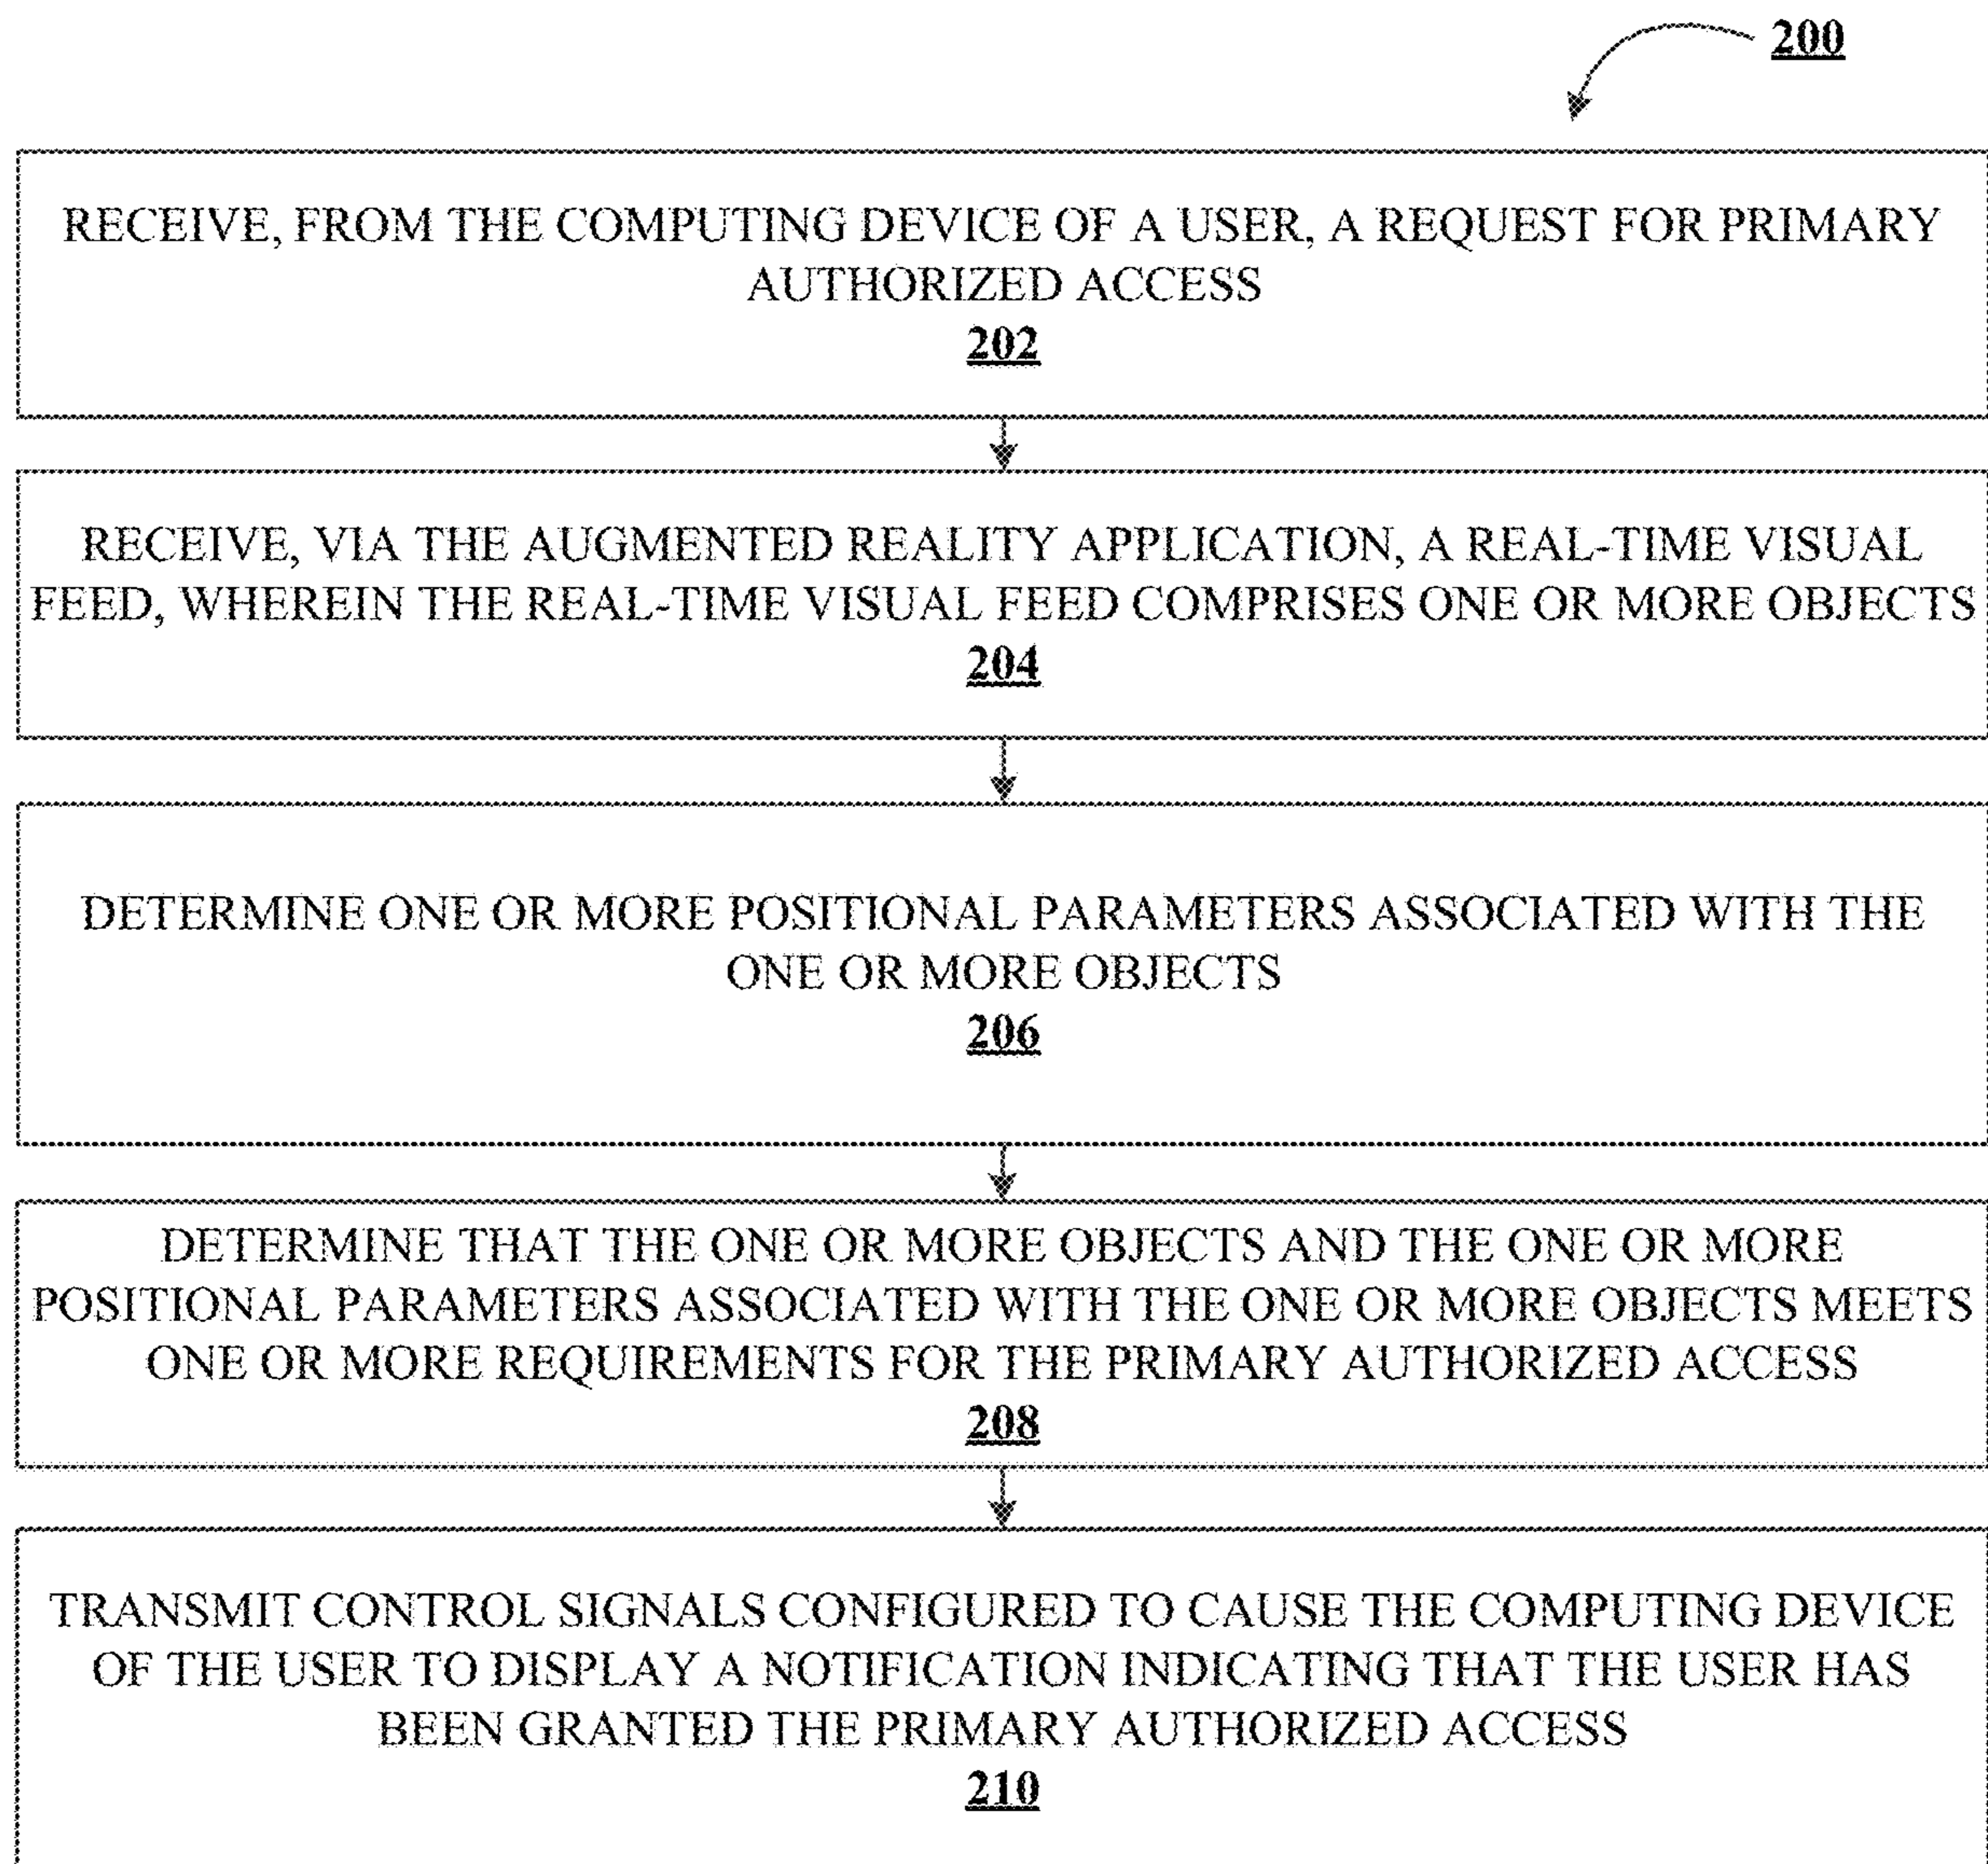 200
RECEIVE, FROM THE COMPUTING DEVICE OF A USER, A REQUEST FOR PRIMARY
AUTHORIZED ACCESS
202
RECEIVE, VIA THE AUGMENTED REALITY APPLICATION, A REAL-TIME VISUAL
FEED, WHEREIN THE REAL-TIME VISUAL FEED COMPRISES ONE OR MORE OBJECTS
204
DETERMINE ONE OR MORE POSITIONAL PARAMETERS ASSOCIATED WITH THE
ONE OR MORE OBJECTS
206
DETERMINE THAT THE ONE OR MORE OBJECTS AND THE ONE OR MORE
POSITIONAL PARAMETERS ASSOCIATED WITH THE ONE OR MORE OBJECTS MEETS
ONE OR MORE REQUIREMENTS FOR THE PRIMARY AUTHORIZED ACCESS
208
TRANSMIT CONTROL SIGNALS CONFIGURED TO CAUSE THE COMPUTING DEVICE
OF THE USER TO DISPLAY A NOTIFICATION INDICATING THAT THE USER HAS
BEEN GRANTED THE PRIMARY AUTHORIZED ACCESS
210